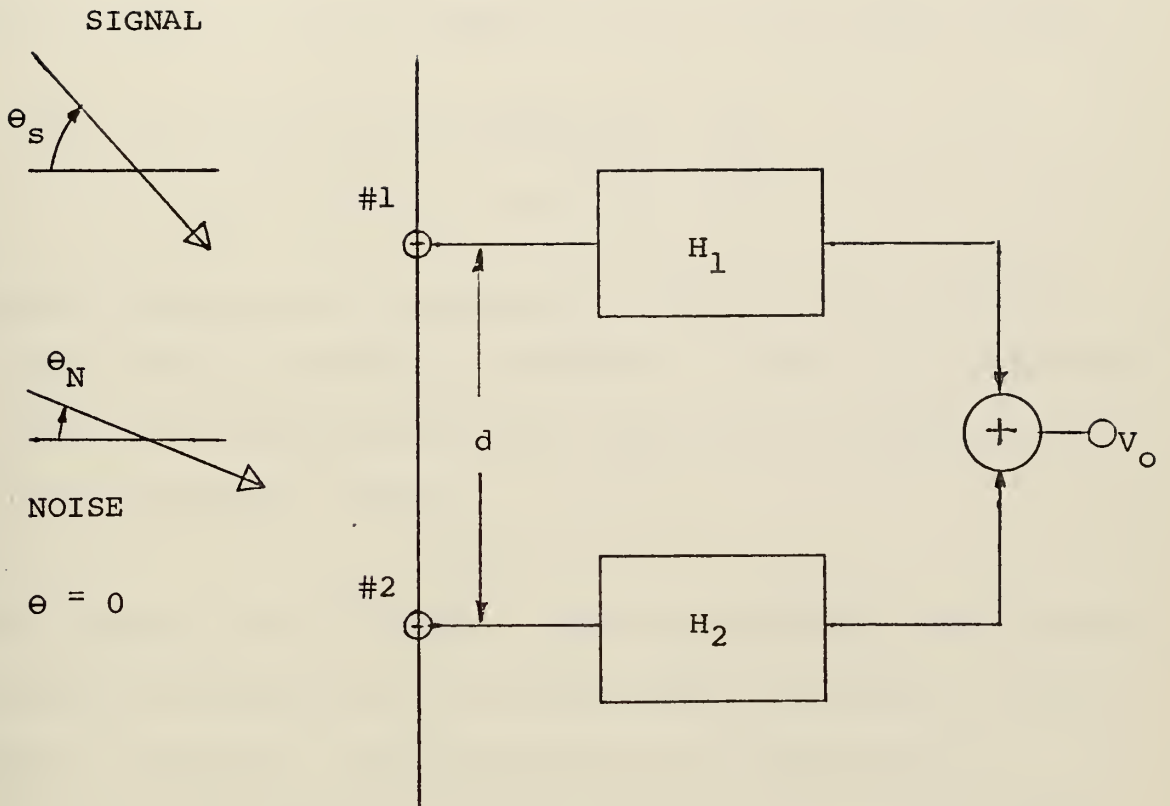 SIGNAL
θS
#1
H1
θN
d
+
Vo
NOISE
#2
H2
θ = 0